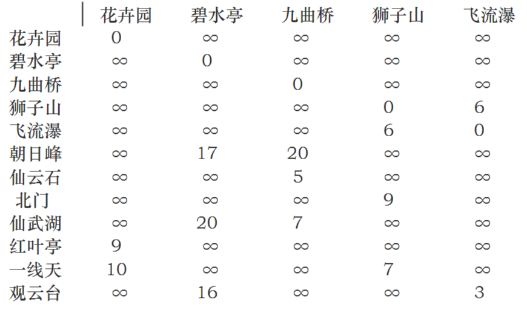 花卉园 碧水亭 九曲桥 狮子山 飞流瀑
花卉园 0 ∞ ∞ ∞ ∞
碧水亭 ∞ 0 ∞ ∞ ∞
九曲桥 ∞ ∞ 0 ∞ ∞
狮子山 ∞ ∞ ∞ 0 6
飞流瀑 ∞ ∞ ∞ 6 0
朝日峰 ∞ 17 20 ∞ ∞
仙云石 ∞ ∞ 5 ∞ ∞
北门 ∞ ∞ ∞ 9 ∞
仙武湖 ∞ 20 7 ∞ ∞
红叶亭 9 ∞ ∞ ∞ ∞
一线天 10 ∞ ∞ 7 ∞
观云台 ∞ 16 ∞ ∞ 3